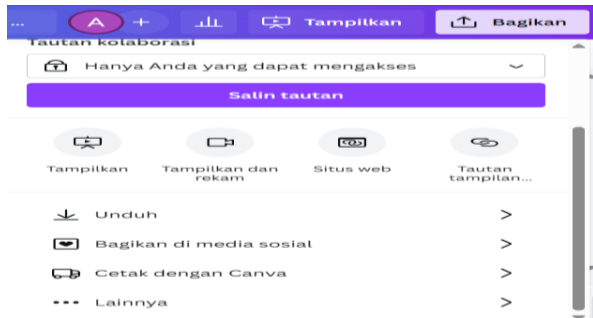 ... A + Tampilkan Bagikan
Tautan kolaborasi
Hanya Anda yang dapat mengakses
Salin tautan
Tampilkan Tampilkan dan rekam Situs web Tautan tampilan...
Unduh
Bagikan di media sosial
Cetak dengan Canva
Lainnya